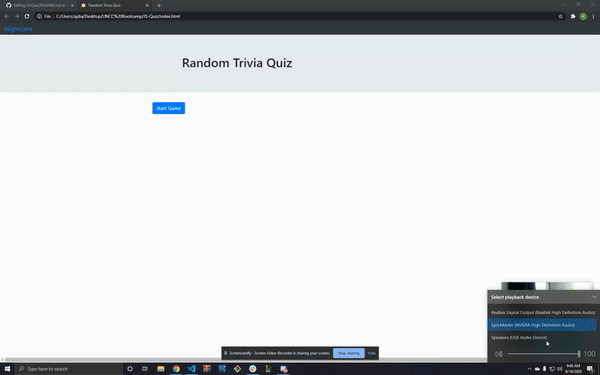 Editing JS-Quiz/README.md at
Random Trivia Quiz
File
C:/Users/ajdia/Desktop/UNCC%20Bootcamp/JS-Quiz/index.html
Highscore
Random Trivia Quiz
Start Game
Select playback device
Realtek Digital Output (Realtek High Definition Audio)
SyncMaster (NVIDIA High Definition Audio)
Speakers (USB Audio Device)
100
Screencastify - Screen Video Recorder is sharing your screen.
Stop sharing
Hide
Type here to search
9:46 AM
9/14/2020